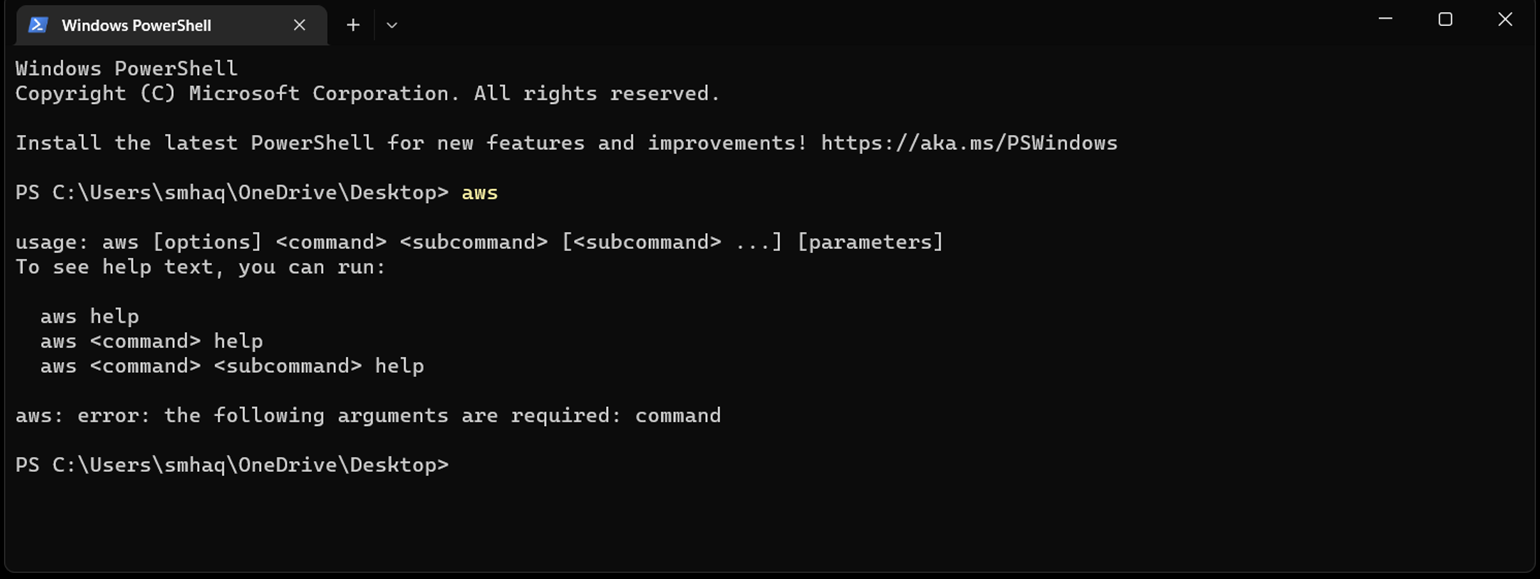 Windows PowerShell
Windows PowerShell
Copyright (C) Microsoft Corporation. All rights reserved.
Install the latest PowerShell for new features and improvements! https://aka.ms/PSWindows
PS C:\Users\smhaq\OneDrive\Desktop> aws
usage: aws [options] <command> <subcommand> [<subcommand> ...] [parameters]
To see help text, you can run:
aws help
aws <command> help
aws <command> <subcommand> help
aws: error: the following arguments are required: command
PS C:\Users\smhaq\OneDrive\Desktop>